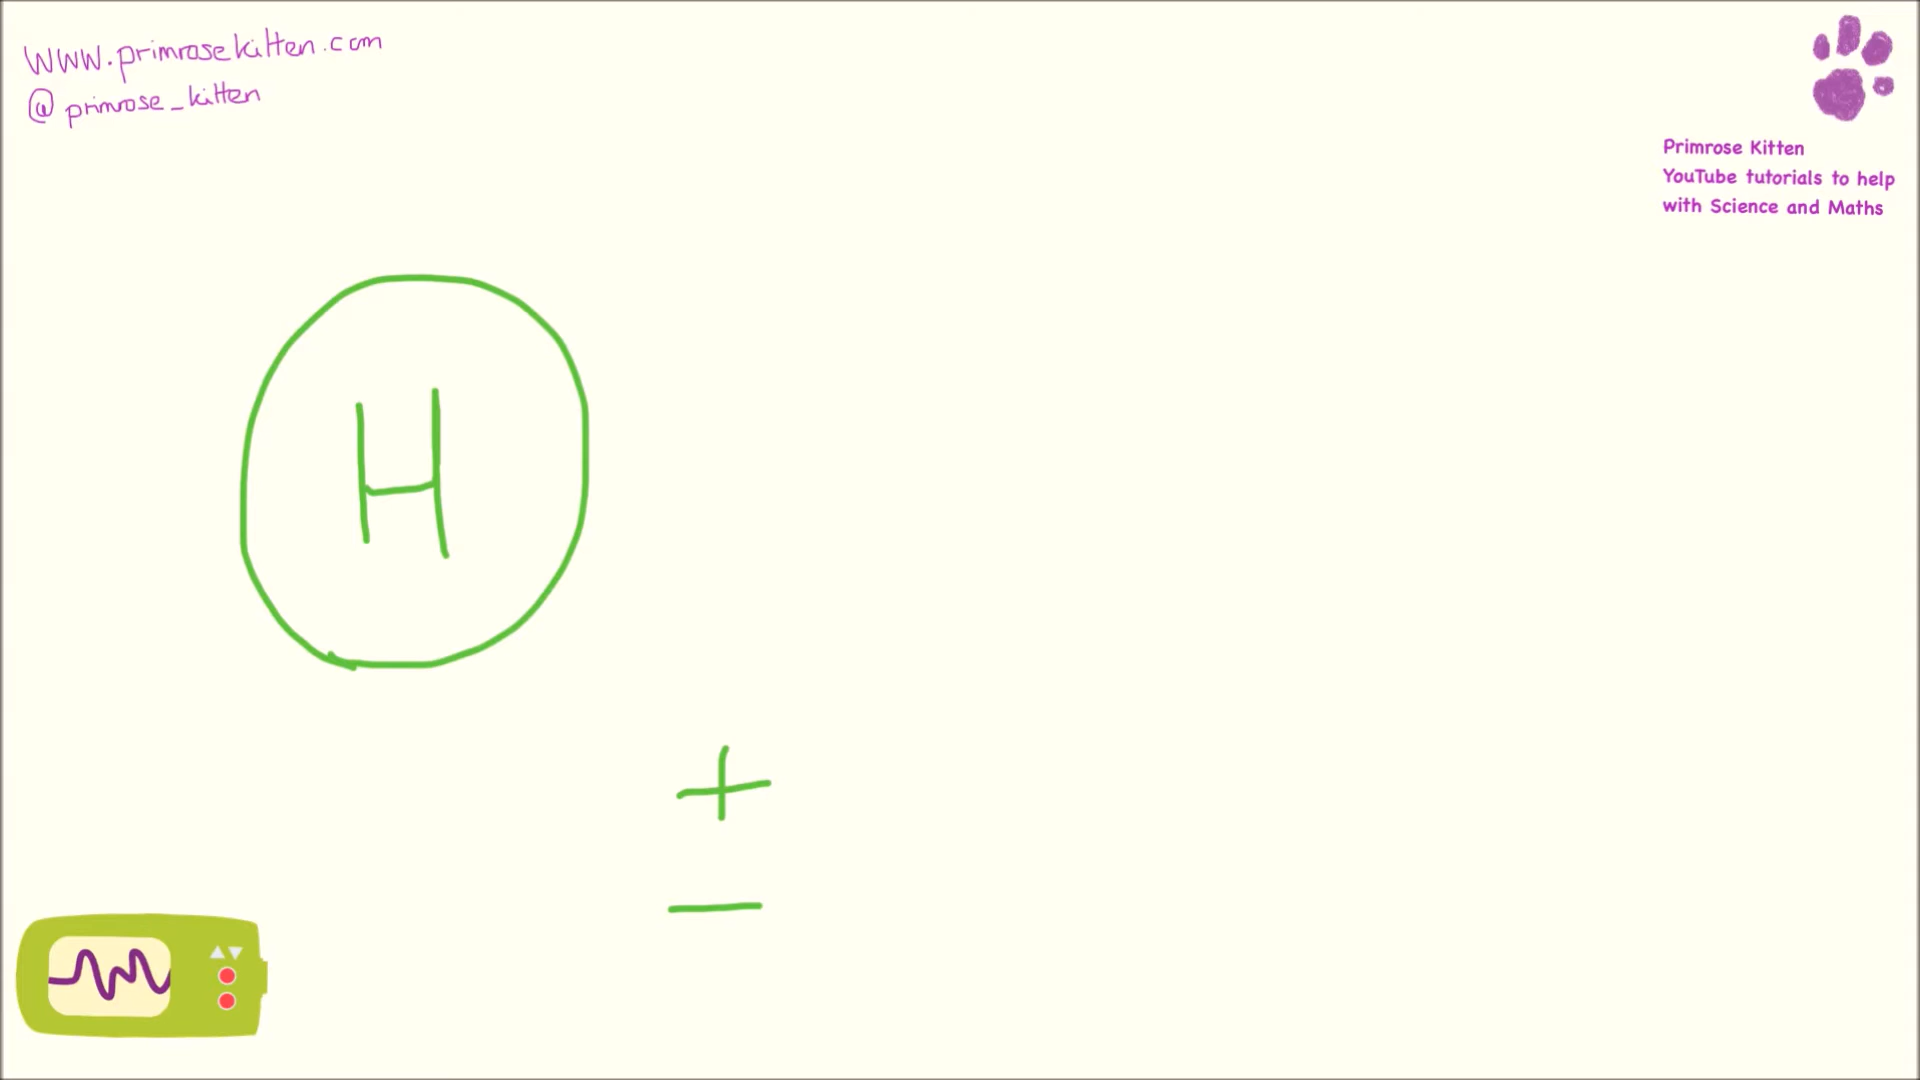 www.primrosekitten.com
@primrose_kitten
Primrose Kitten
YouTube tutorials to help
with Science and Maths
H
+
–